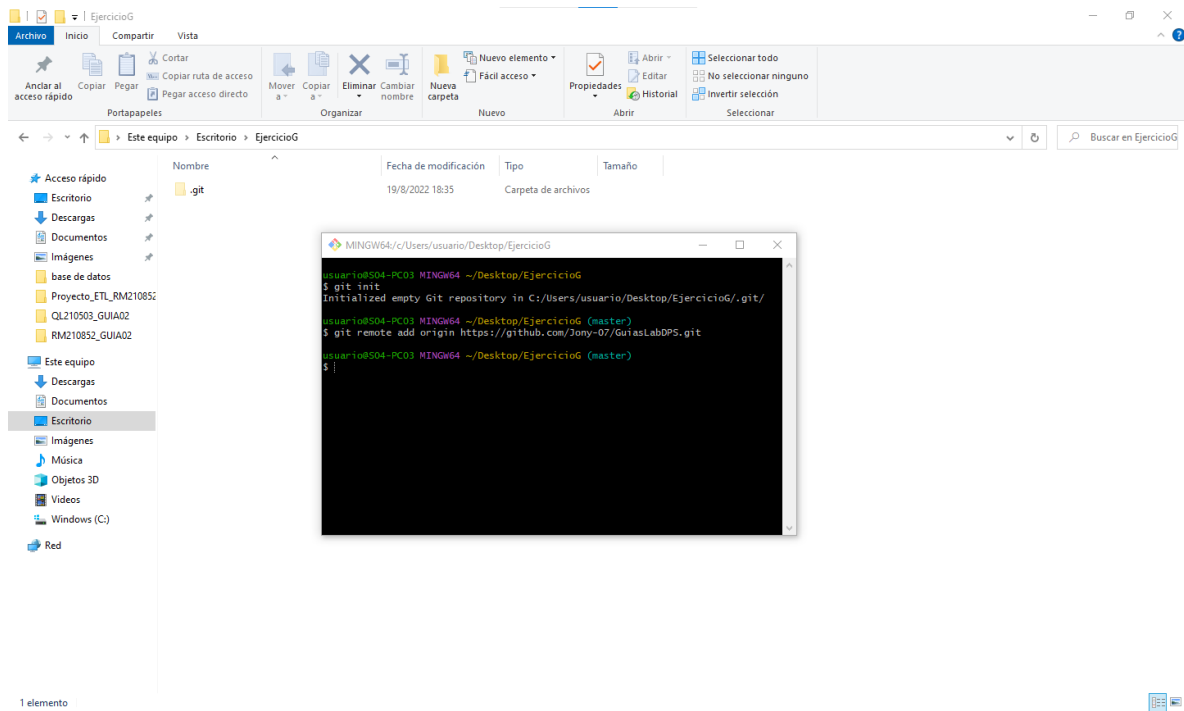 EjercicioG
Archivo Inicio Compartir Vista
Anclar al acceso rápido
Copiar
Pegar
Cortar
Copiar ruta de acceso
Pegar acceso directo
Portapapeles
Mover a
Copiar a
Eliminar
Cambiar nombre
Organizar
Nueva carpeta
Nuevo elemento
Fácil acceso
Nuevo
Propiedades
Abrir
Editar
Historial
Abrir
Seleccionar todo
No seleccionar ninguno
Invertir selección
Seleccionar
Este equipo > Escritorio > EjercicioG
Buscar en EjercicioG
Nombre Fecha de modificación Tipo Tamaño
.git 19/8/2022 18:35 Carpeta de archivos
Acceso rápido
Escritorio
Descargas
Documentos
Imágenes
base de datos
Proyecto_ETL_RM210852
QL210503_GUIA02
RM210852_GUIA02
Este equipo
Descargas
Documentos
Escritorio
Imágenes
Música
Objetos 3D
Videos
Windows (C:)
Red
MINGW64:/c/Users/usuario/Desktop/EjercicioG
usuario@SO4-PC03 MINGW64 ~/Desktop/EjercicioG
$ git init
Initialized empty Git repository in C:/Users/usuario/Desktop/EjercicioG/.git/
usuario@SO4-PC03 MINGW64 ~/Desktop/EjercicioG (master)
$ git remote add origin https://github.com/Jony-07/GuiasLabDPS.git
usuario@SO4-PC03 MINGW64 ~/Desktop/EjercicioG (master)
$
1 elemento